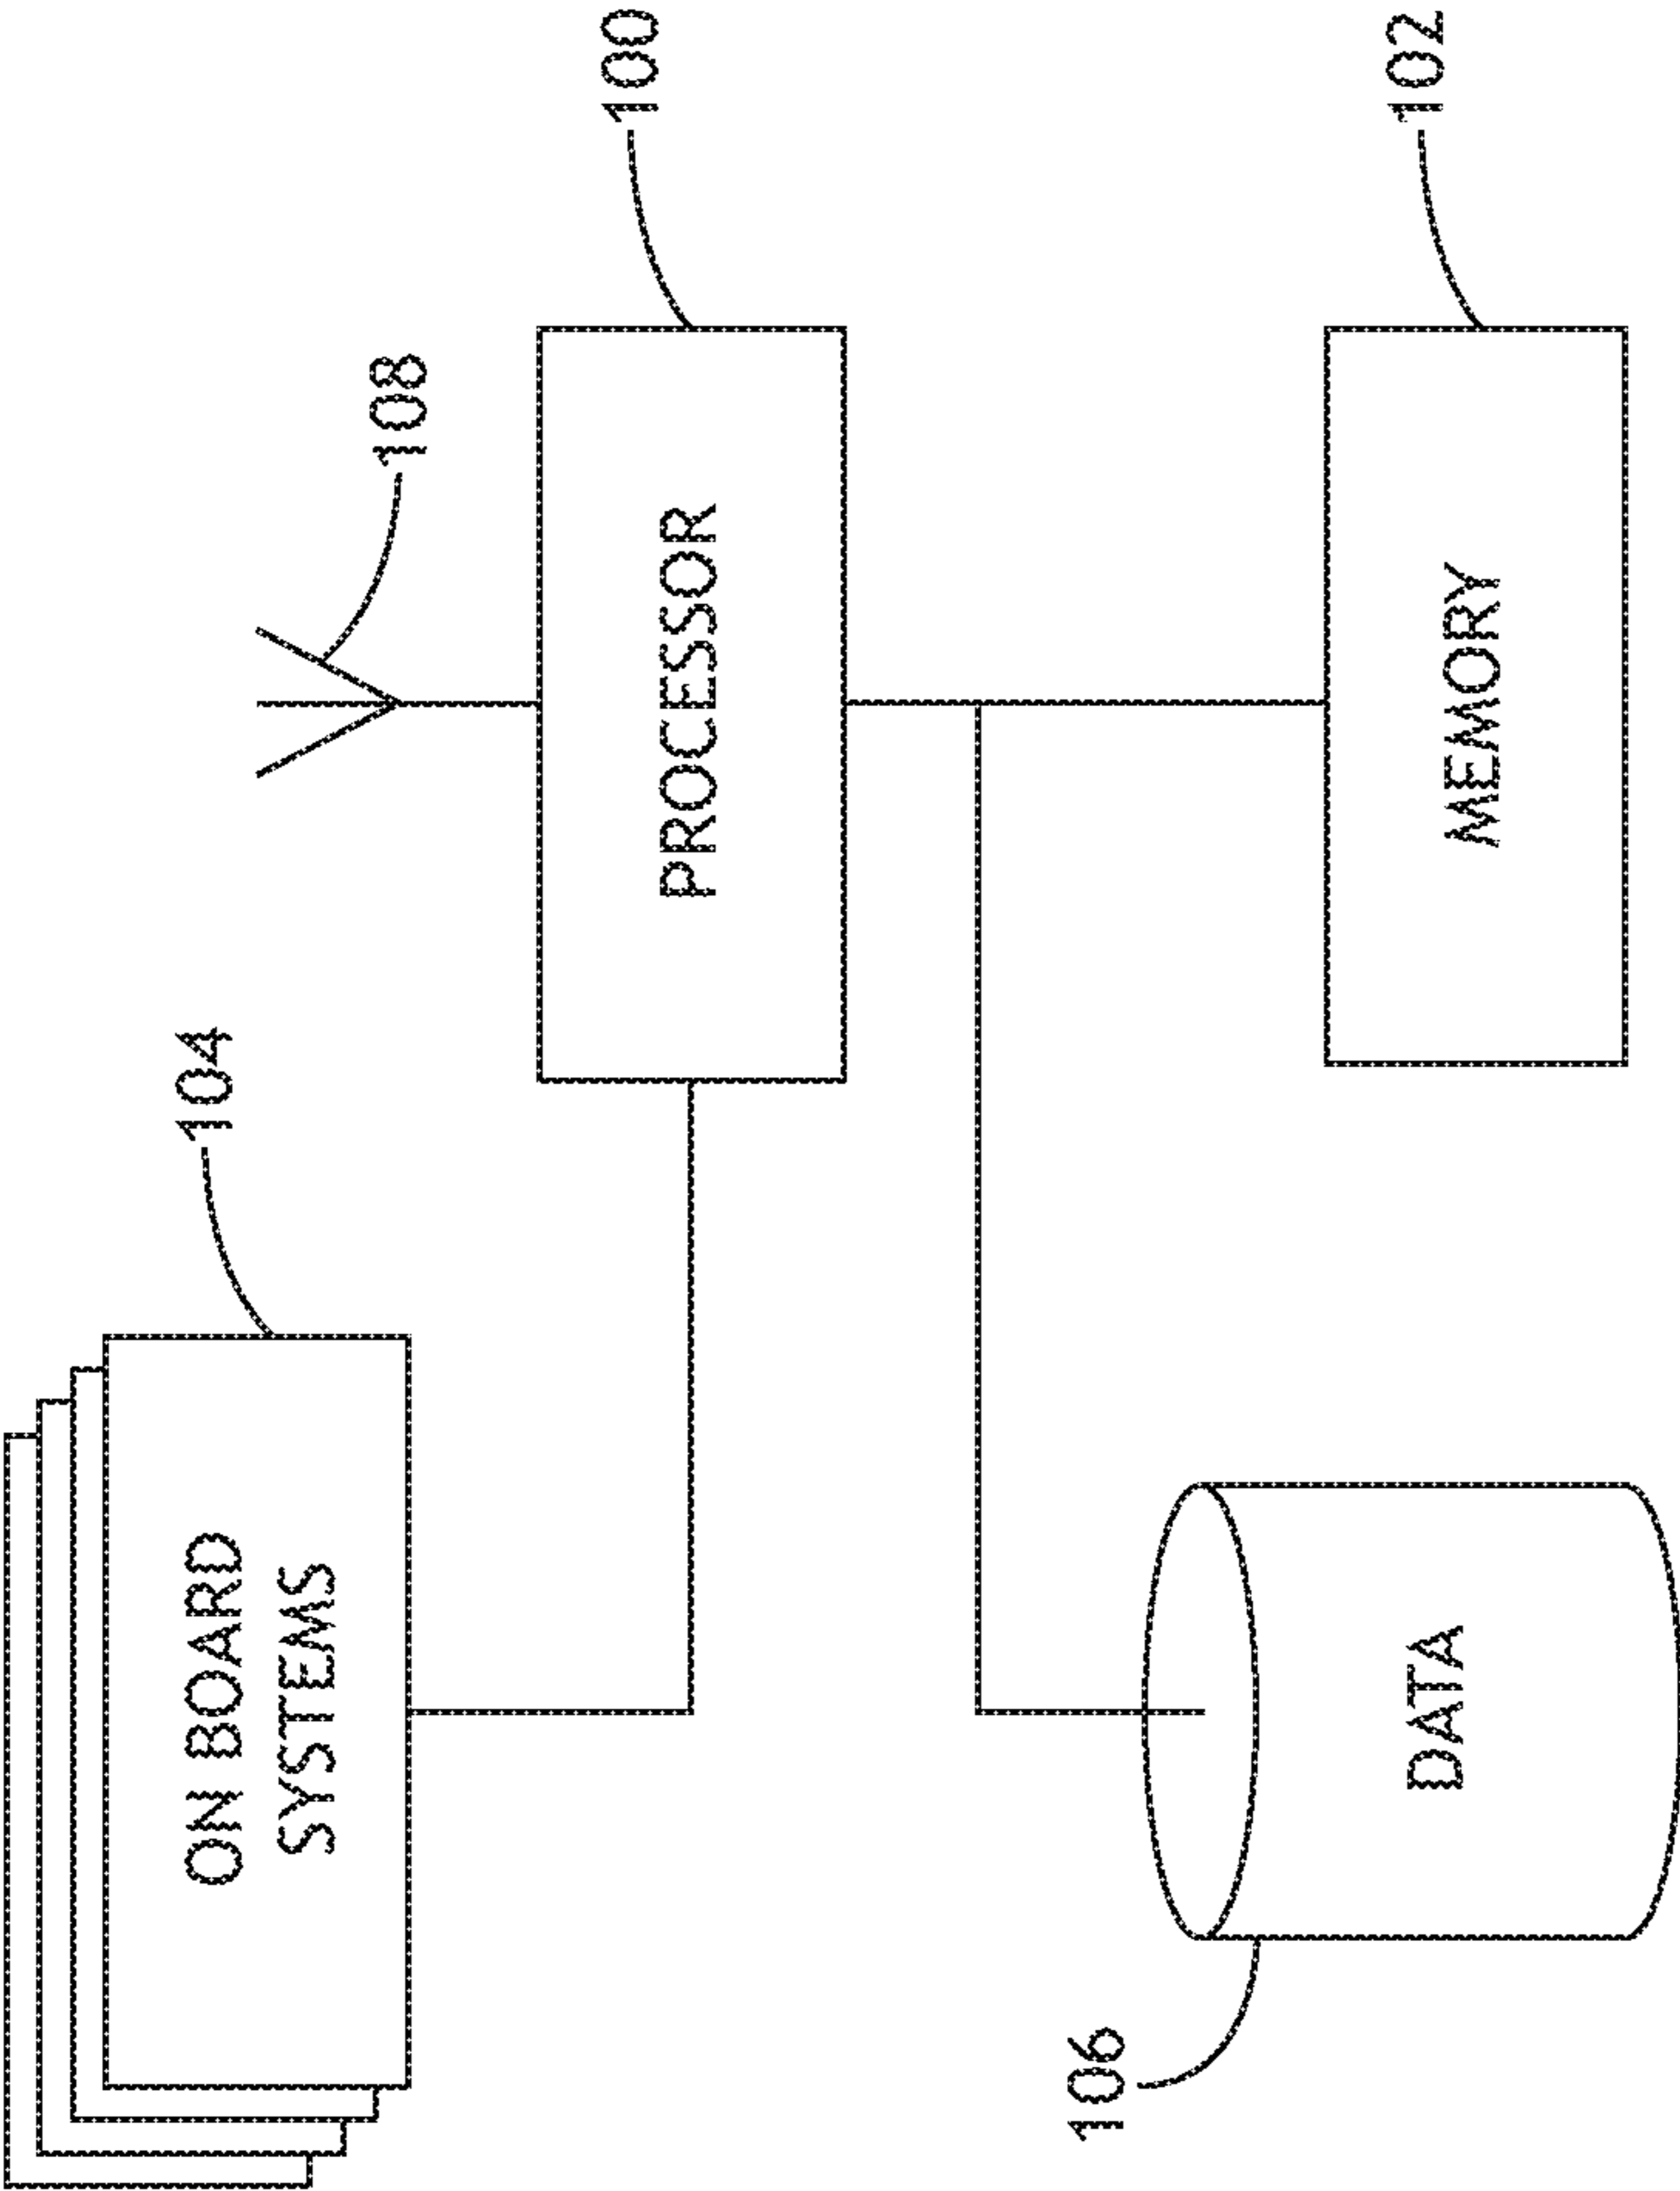 104
ON BOARD
SYSTEMS
108
PROCESSOR
100
106
DATA
MEMORY
102